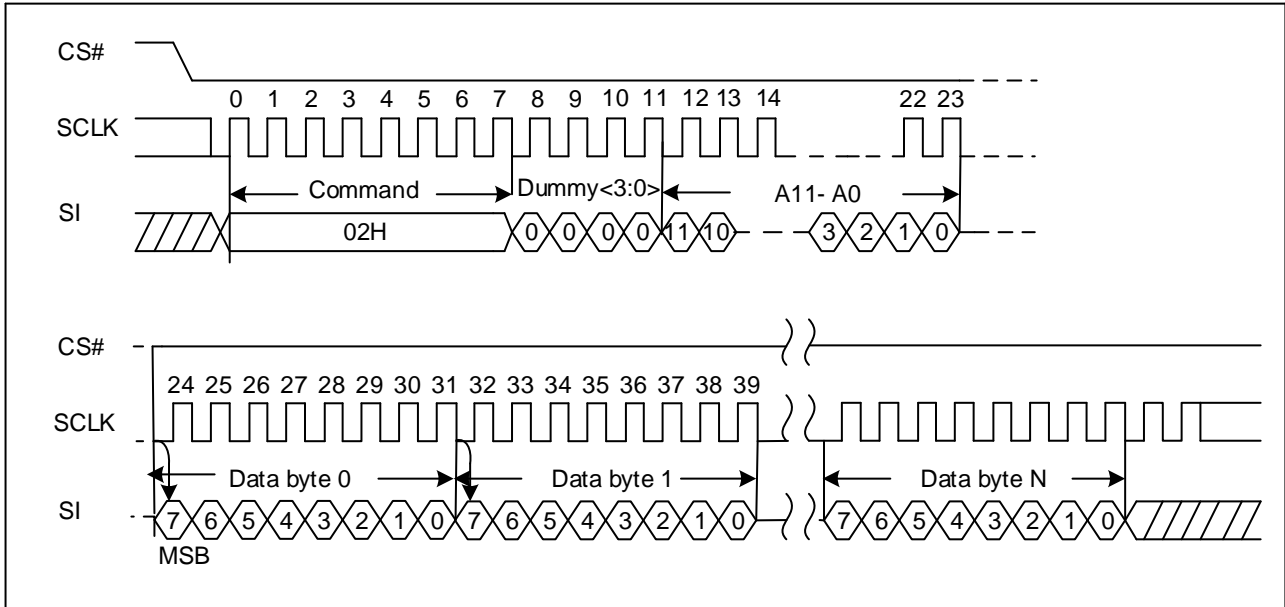 CS#
0 1 2 3 4 5 6 7 8 9 10 11 12 13 14 22 23
SCLK
Command Dummy<3:0> A11- A0
SI
02H 0 0 0 0 11 10 3 2 1 0
CS#
24 25 26 27 28 29 30 31 32 33 34 35 36 37 38 39
SCLK
Data byte 0 Data byte 1 Data byte N
SI
7 6 5 4 3 2 1 0 7 6 5 4 3 2 1 0 7 6 5 4 3 2 1 0
MSB